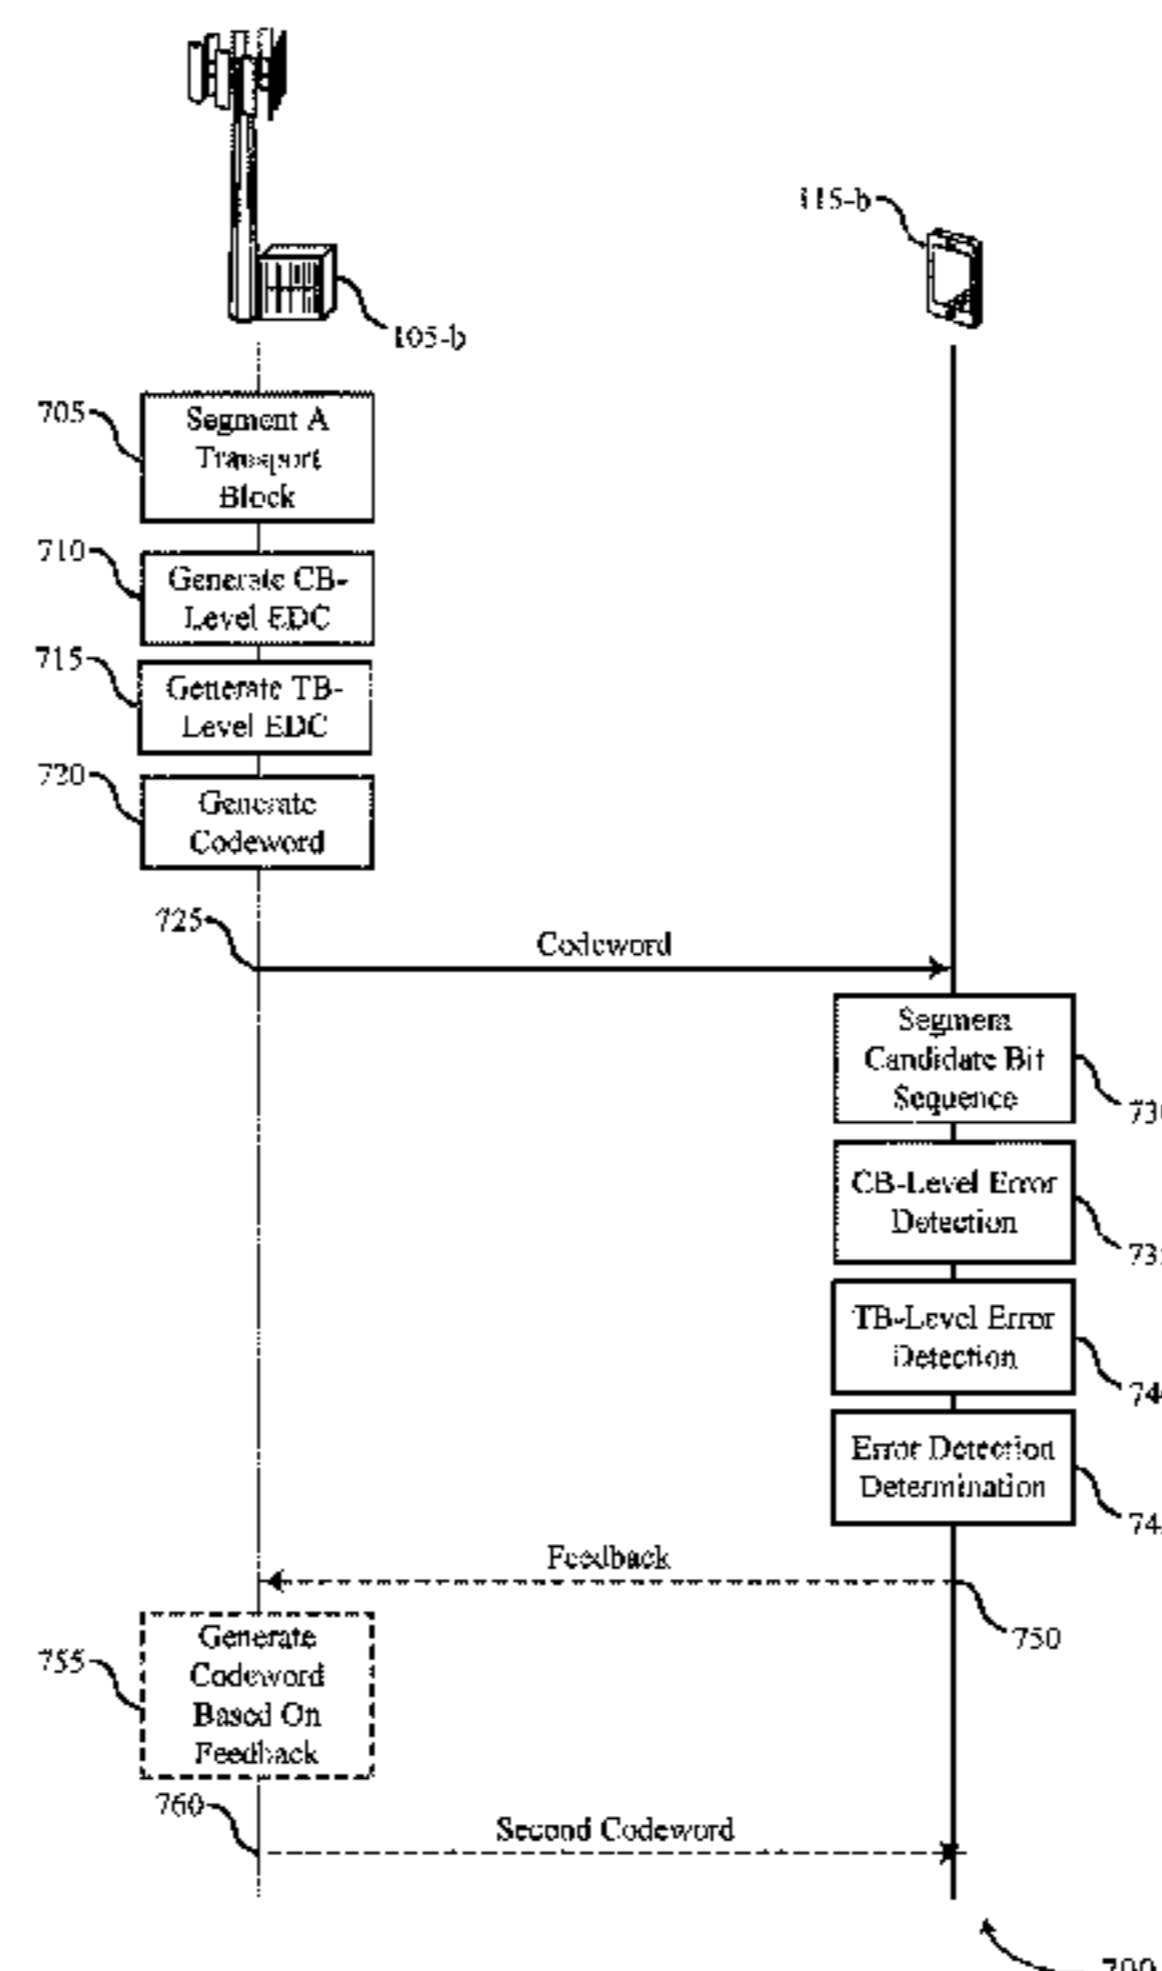 115-b
105-b
705
Segment A
Transport
Block
710
Generate CB-
Level EDC
715
Generate TB-
Level EDC
720
Generate
Codeword
725
Codeword
Segment
Candidate Bit
Sequence
CB-Level Error
Detection
TB-Level Error
Detection
Error Detection
Determination
Feedback
750
755
Generate
Codeword
Based On
Feedback
760
Second Codeword